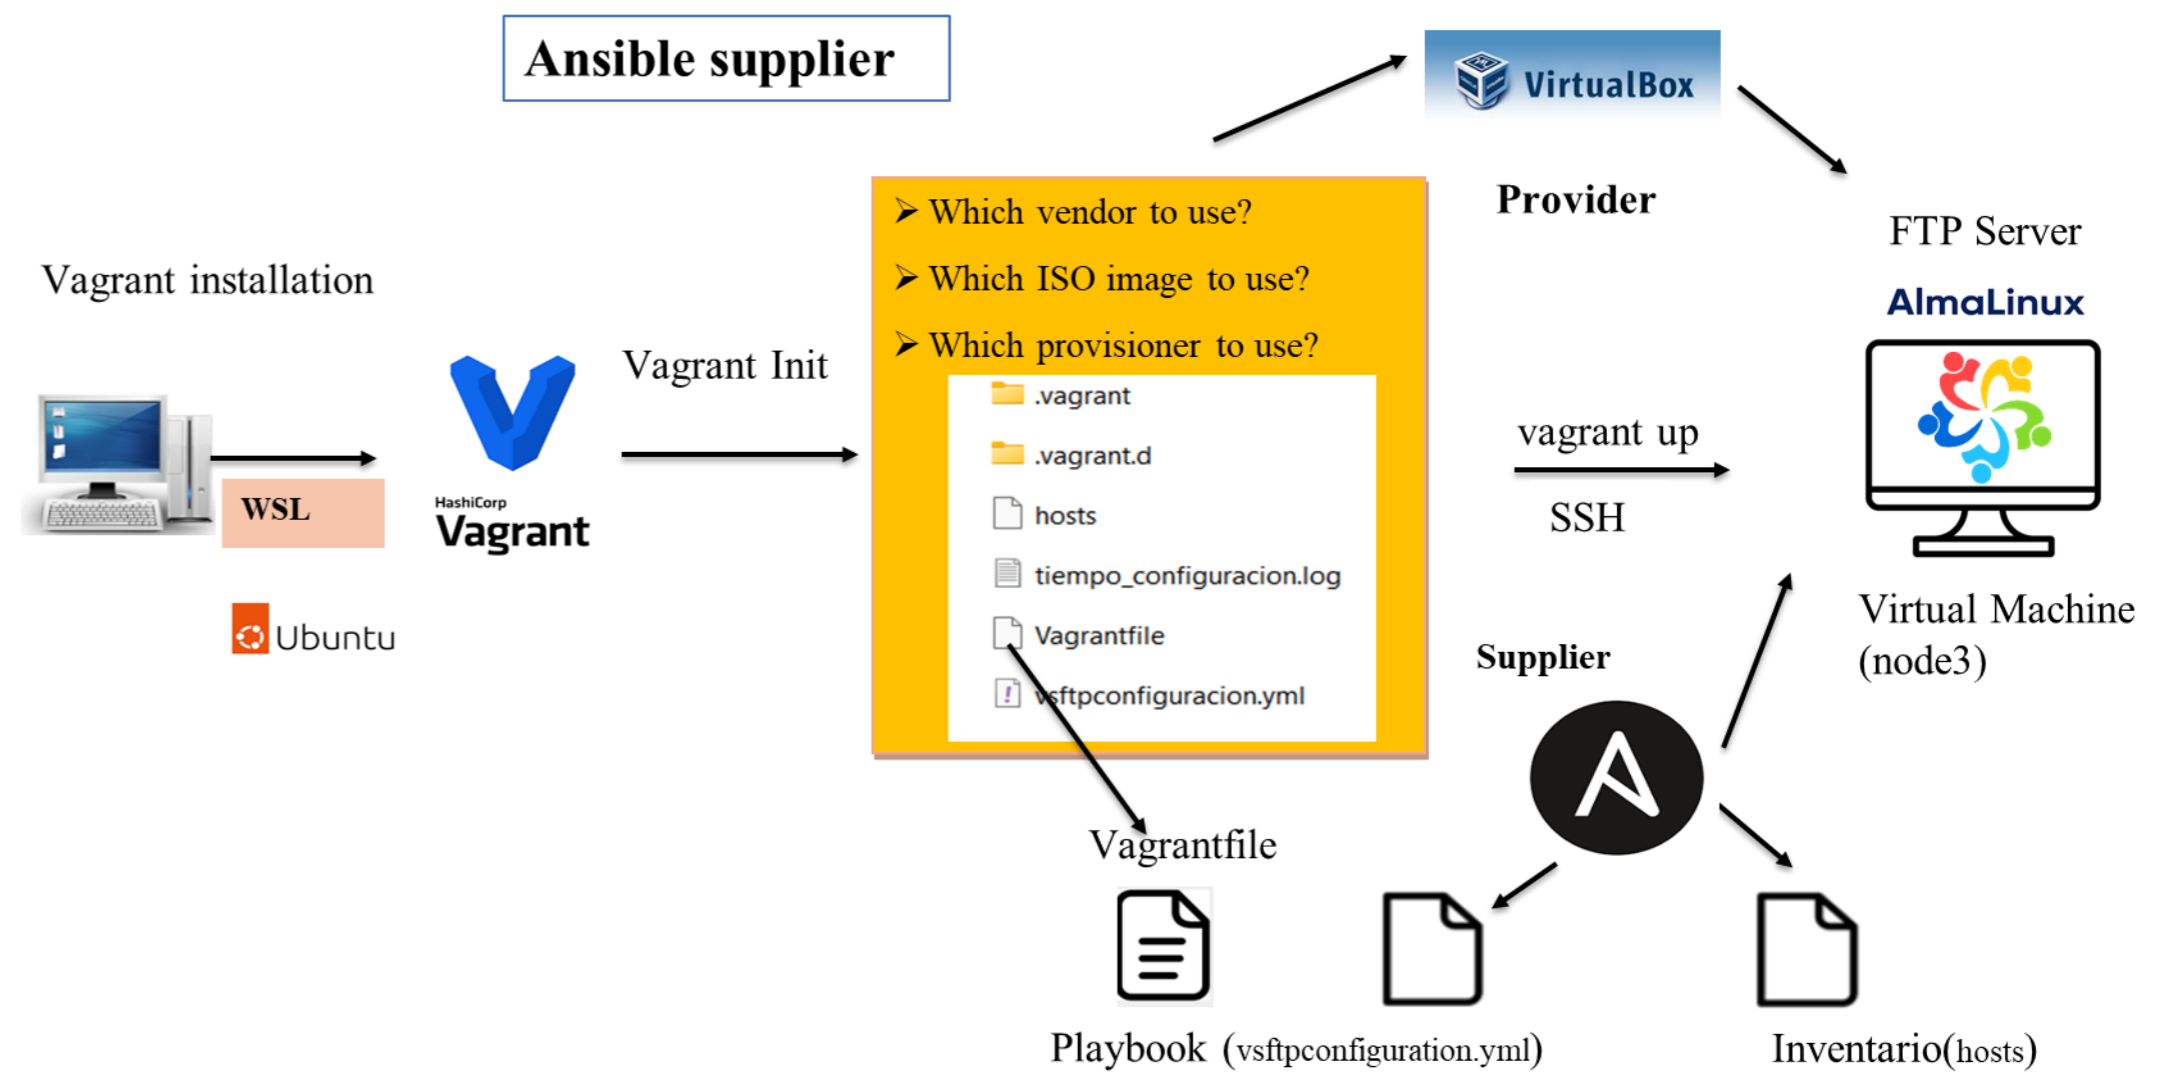 Ansible supplier
VirtualBox
Provider
Which vendor to use?
Which ISO image to use?
Which provisioner to use?
FTP Server
AlmaLinux
Vagrant installation
Vagrant Init
WSL
HashiCorp
Vagrant
Ubuntu
.vagrant
.vagrant.d
hosts
tiempo_configuracion.log
Vagrantfile
vsftpconfiguracion.yml
vagrant up
SSH
Virtual Machine
(node3)
Supplier
Vagrantfile
Playbook (vsftpconfiguration.yml)
Inventario(hosts)